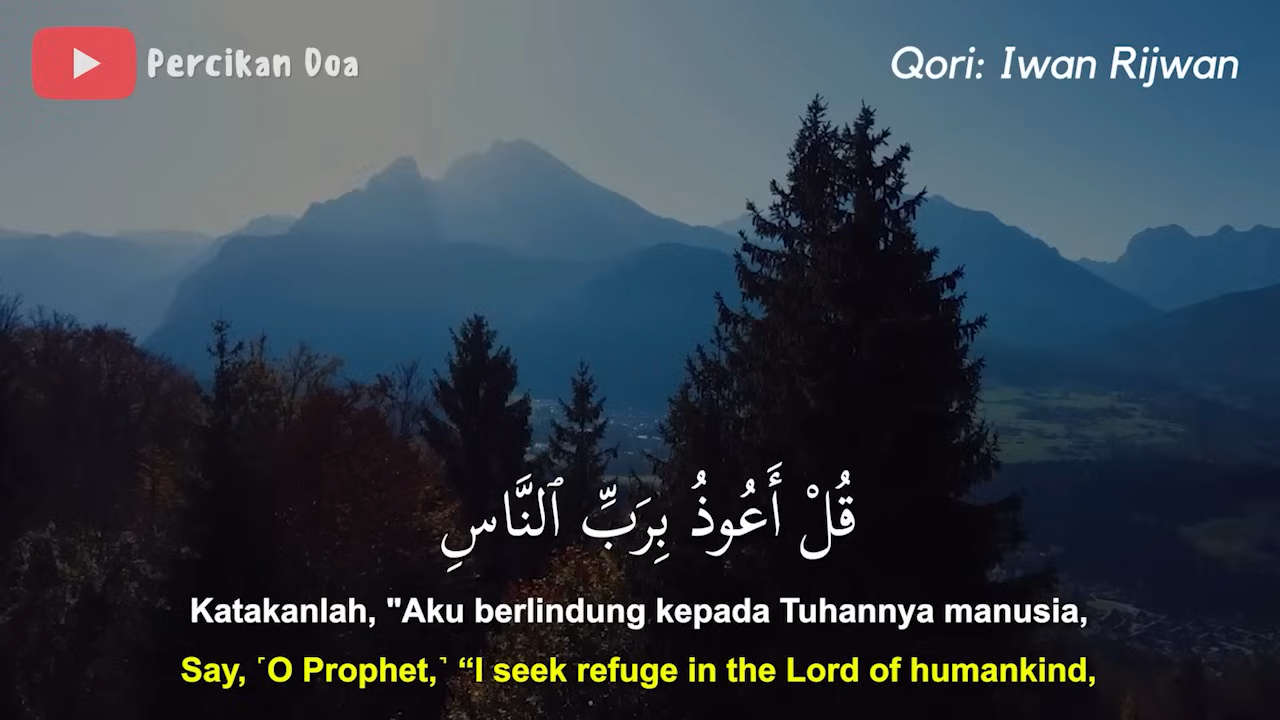 Percikan Doa
Qori: Iwan Rijwan
قُلْ أَعُوذُ بِرَبِّ ٱلنَّاسِ
Katakanlah, "Aku berlindung kepada Tuhannya manusia,
Say, ˹O Prophet,˺ “I seek refuge in the Lord of humankind,